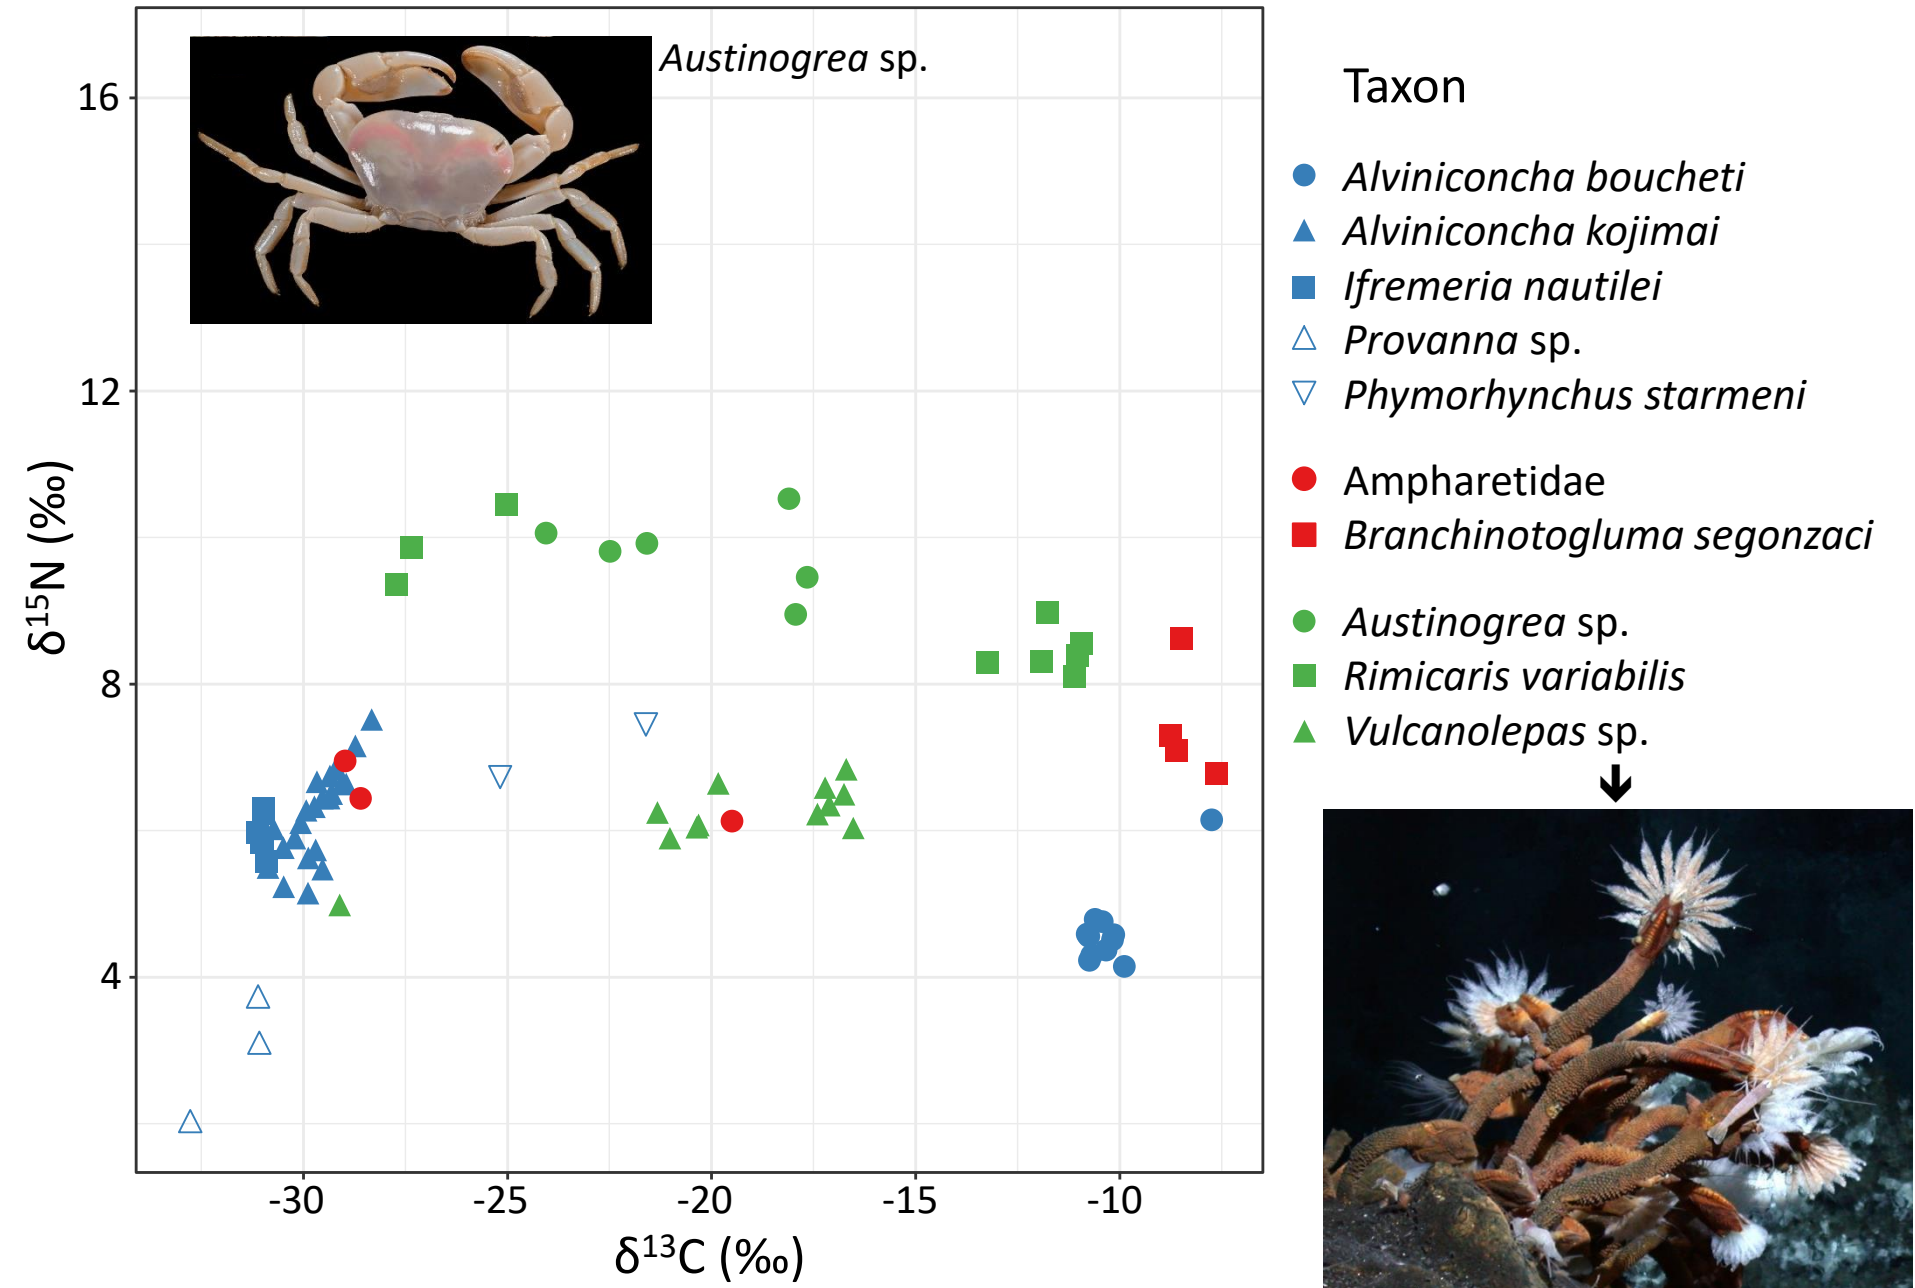 Austinogrea sp.
16
12
8
4
δ15N (‰)
-30 -25 -20 -15 -10
δ13C (‰)
Taxon
Alviniconcha boucheti
Alviniconcha kojimai
Ifremeria nautilei
Provanna sp.
Phymorhynchus starmeni
Ampharetidae
Branchinotogluma segonzaci
Austinogrea sp.
Rimicaris variabilis
Vulcanolepas sp.